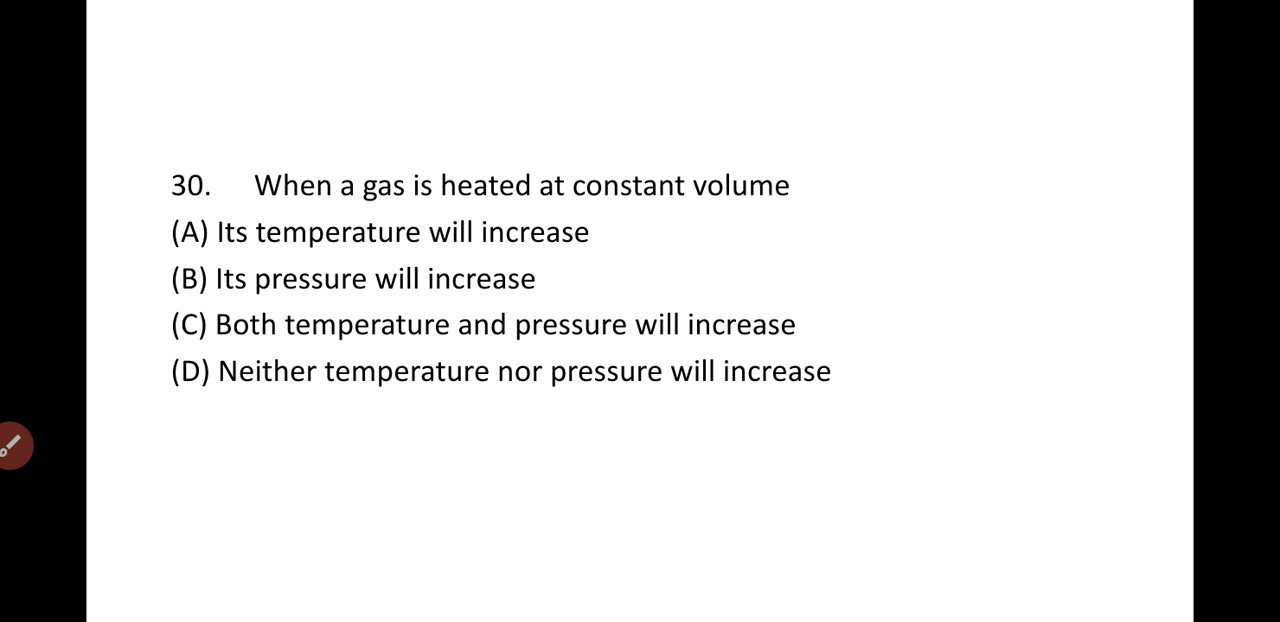 30. When a gas is heated at constant volume
(A) Its temperature will increase
(B) Its pressure will increase
(C) Both temperature and pressure will increase
(D) Neither temperature nor pressure will increase